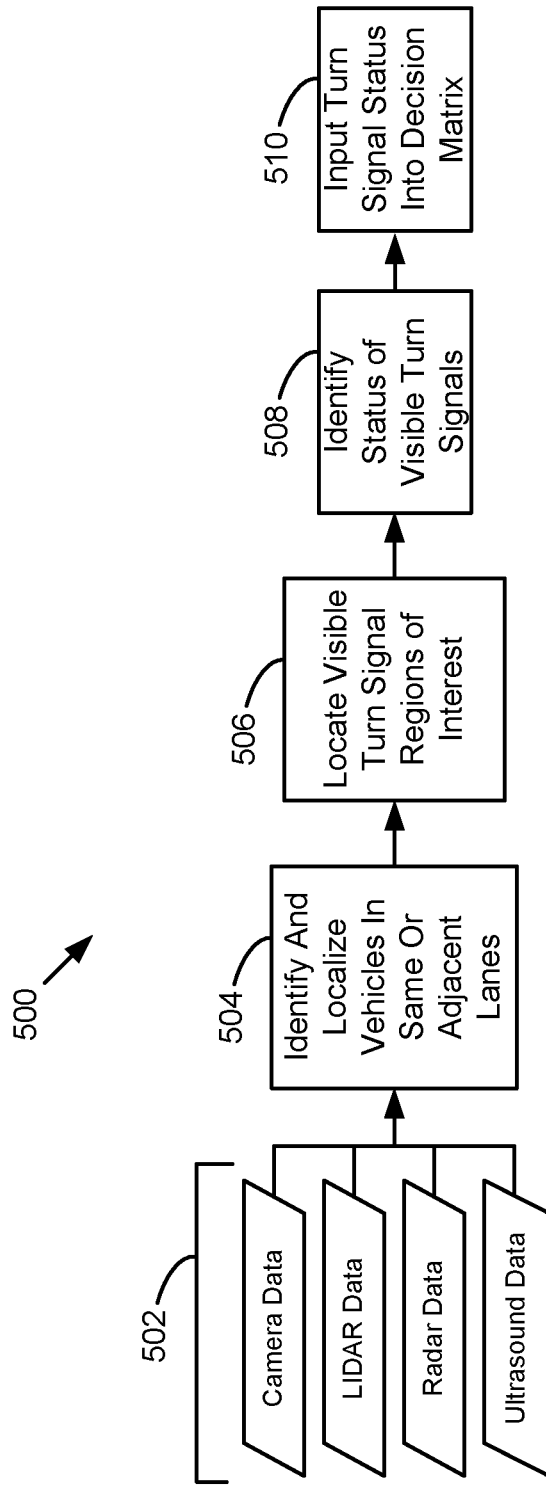 500
502
Camera Data
LIDAR Data
Radar Data
Ultrasound Data
504
Identify And
Localize
Vehicles In
Same Or
Adjacent
Lanes
506
Locate Visible
Turn Signal
Regions of
Interest
508
Identify
Status of
Visible Turn
Signals
510
Input Turn
Signal Status
Into Decision
Matrix